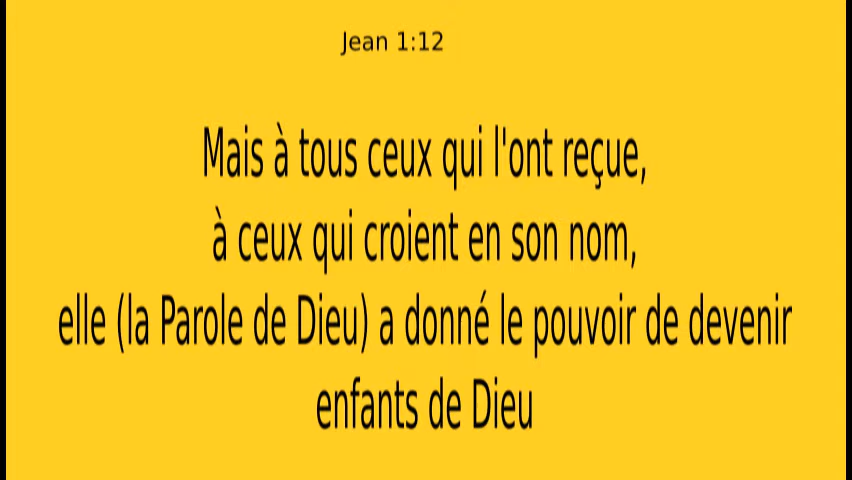 Jean 1:12
Mais à tous ceux qui l'ont reçue,
à ceux qui croient en son nom,
elle (la Parole de Dieu) a donné le pouvoir de devenir
enfants de Dieu